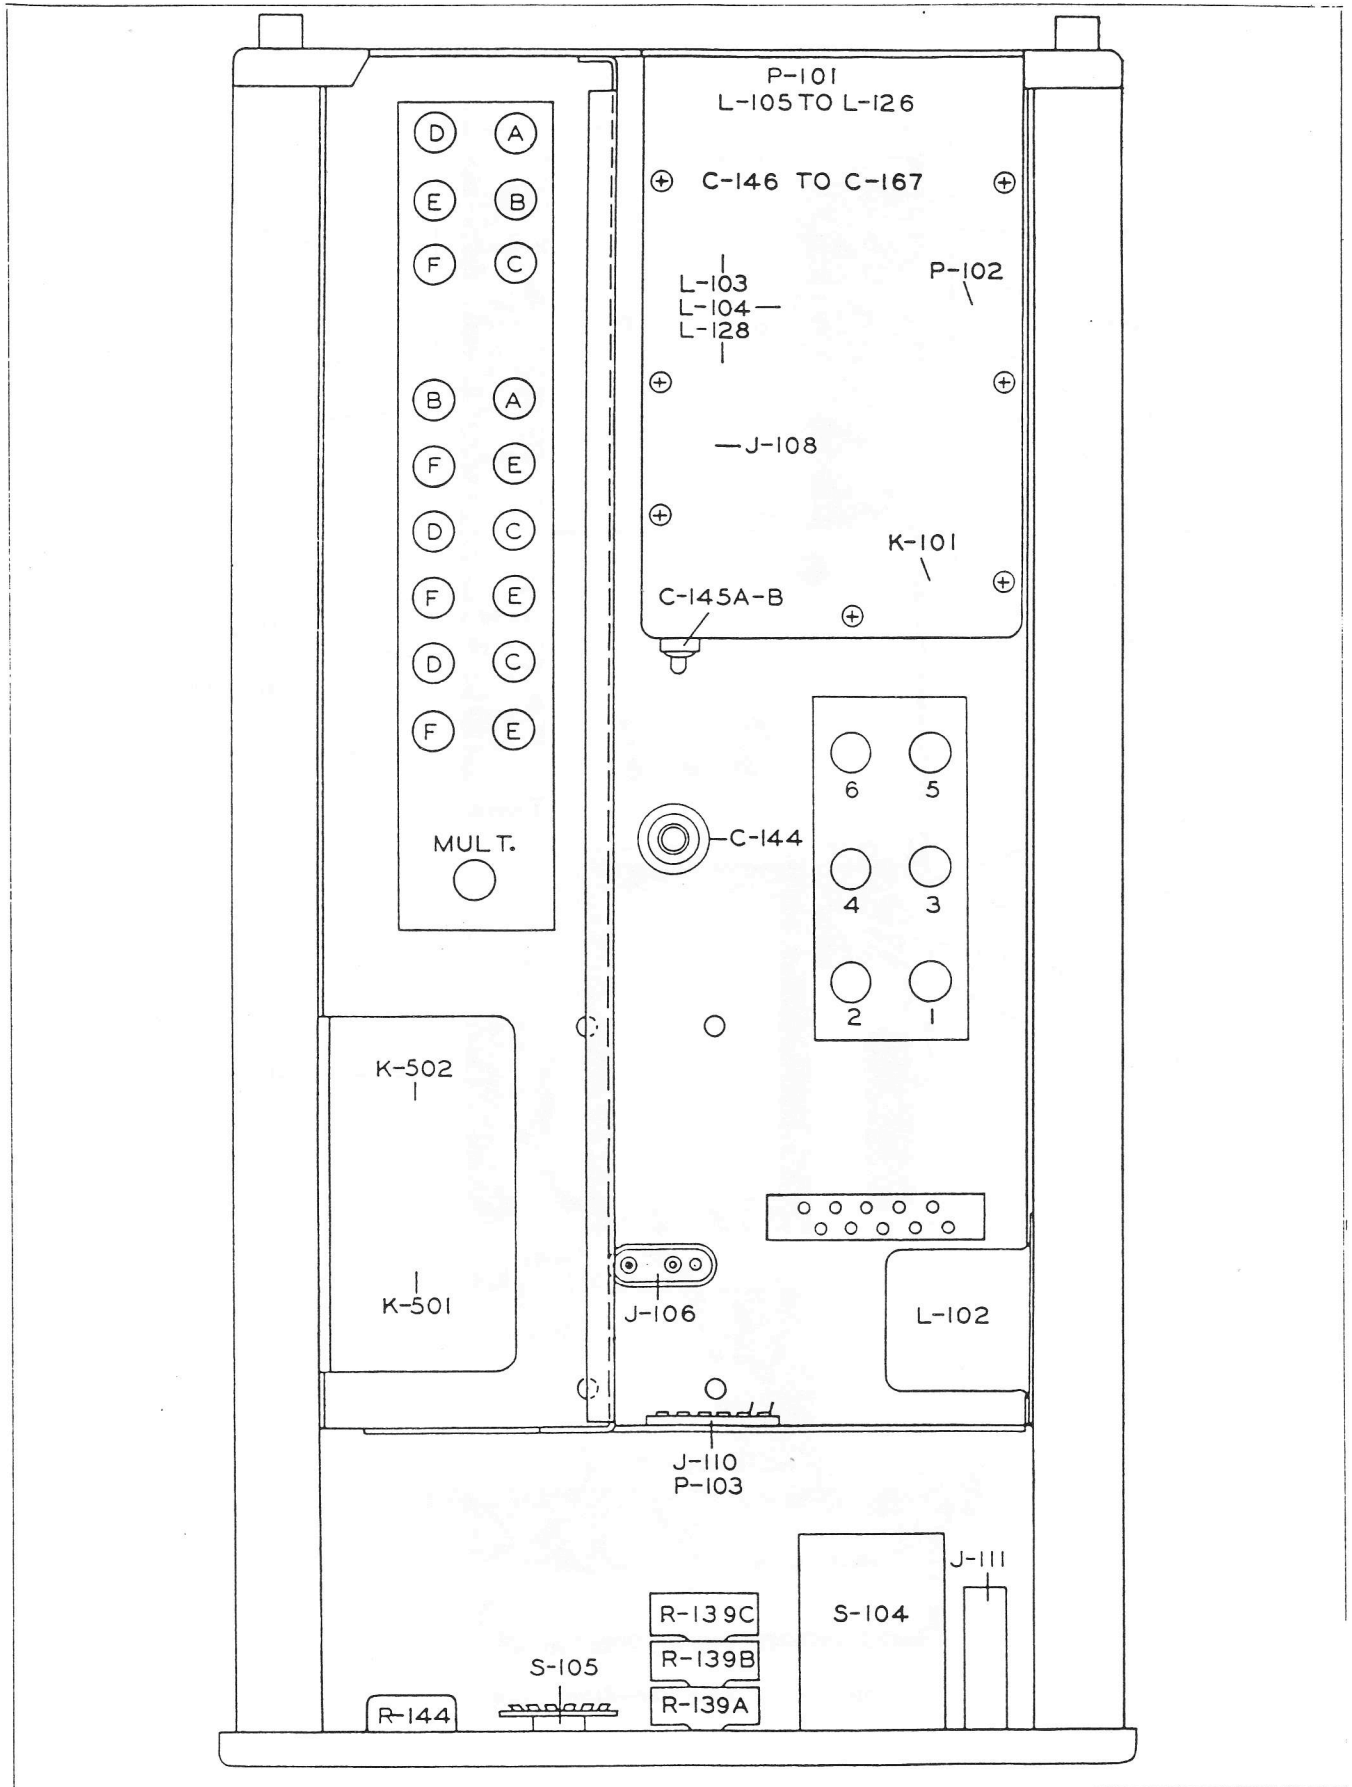 P-101
L-105 TO L-126
D A
C-146 TO C-167
E B
F C
P-102
L-103
L-104
L-128
B A
J-108
F E
D C
K-101
F E
C-145A-B
D C
F E
6 5
MULT.
C-144
4 3
2 1
K-502
K-501
J-106
L-102
J-110
P-103
J-111
R-139C
S-104
R-139B
S-105
R-139A
R-144